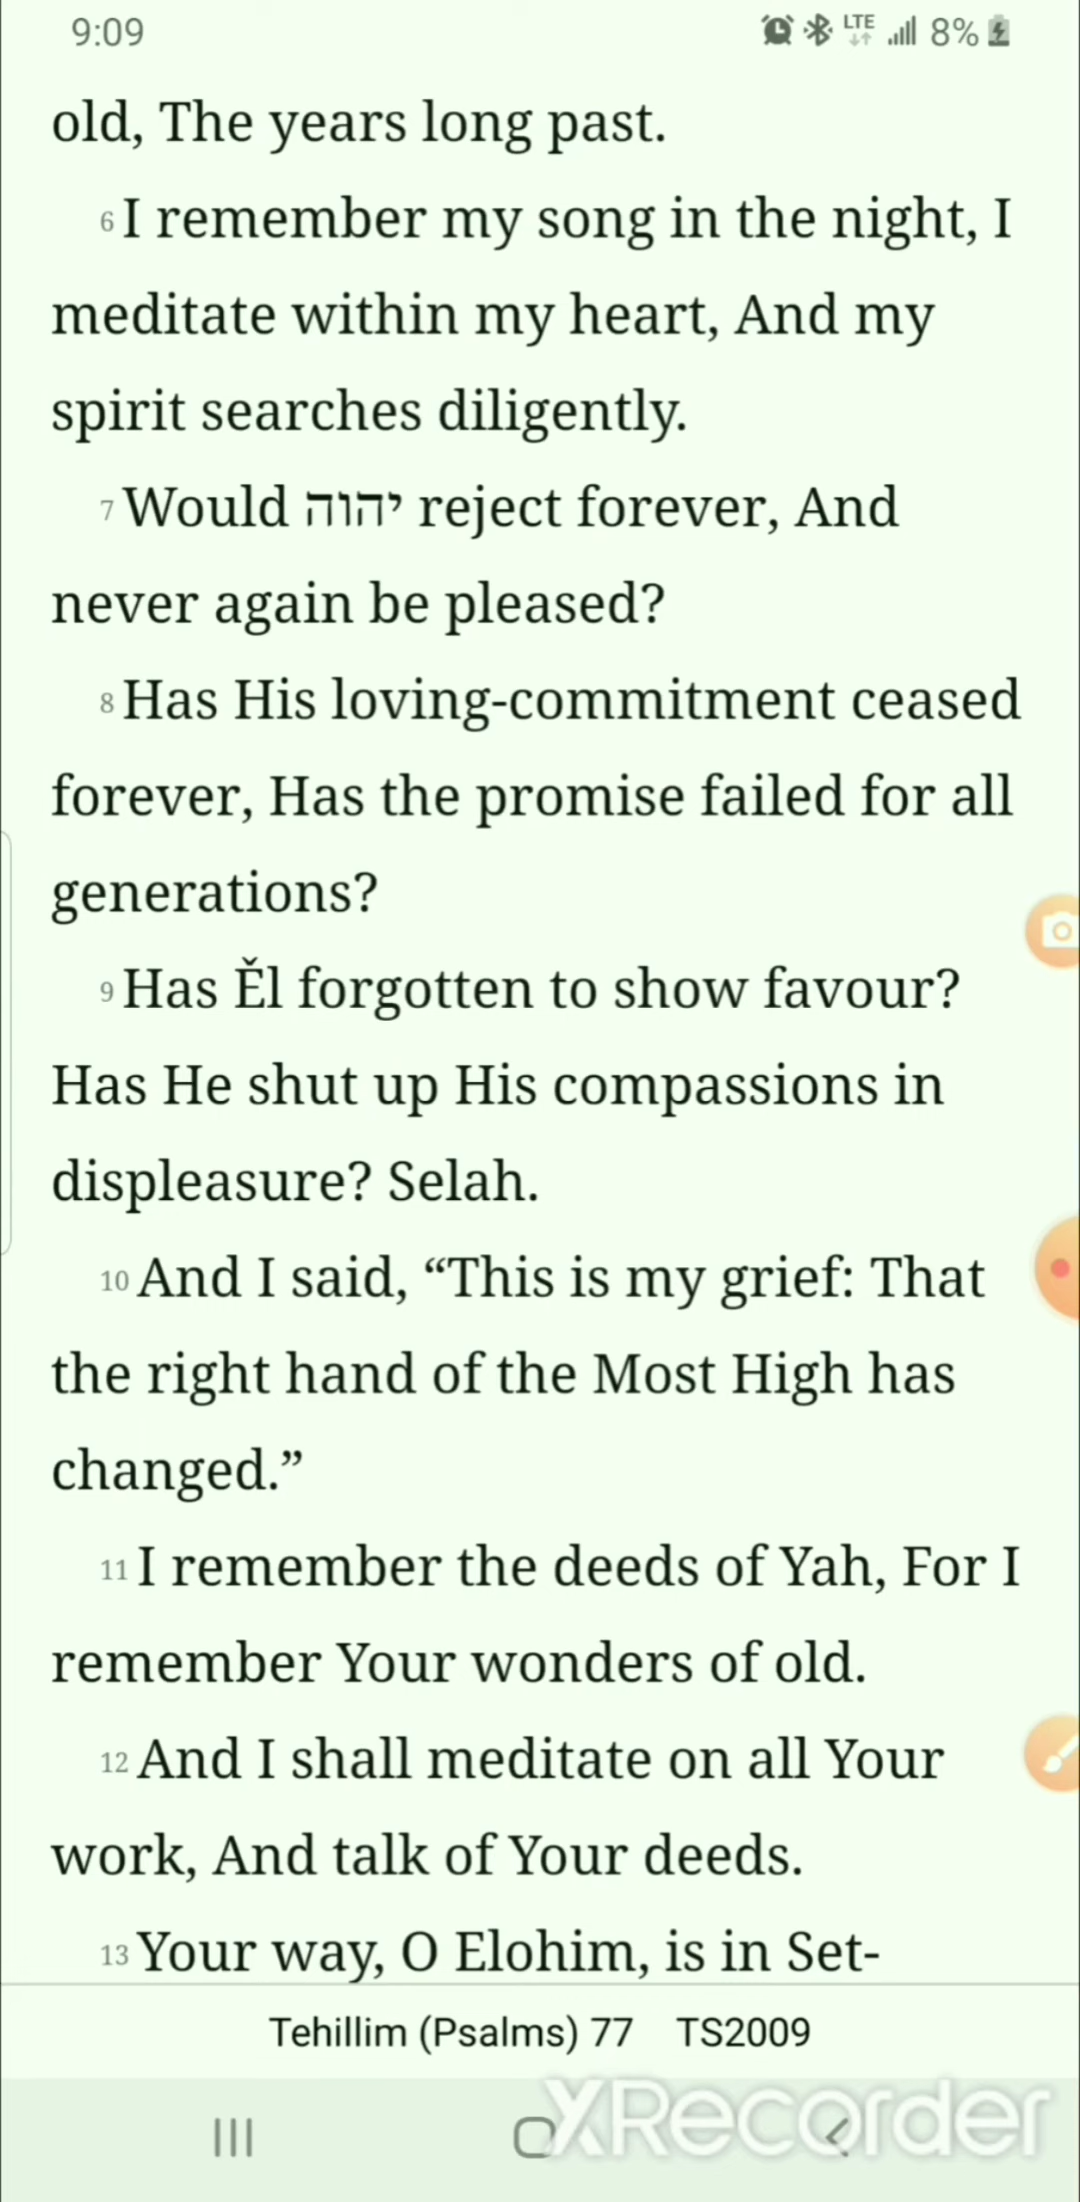 9:09 LTE 8%
old, The years long past.
6 I remember my song in the night, I
meditate within my heart, And my
spirit searches diligently.
7 Would יהוה reject forever, And
never again be pleased?
8 Has His loving-commitment ceased
forever, Has the promise failed for all
generations?
9 Has Ěl forgotten to show favour?
Has He shut up His compassions in
displeasure? Selah.
10 And I said, “This is my grief: That
the right hand of the Most High has
changed.”
11 I remember the deeds of Yah, For I
remember Your wonders of old.
12 And I shall meditate on all Your
work, And talk of Your deeds.
13 Your way, O Elohim, is in Set-
Tehillim (Psalms) 77 TS2009
XRecorder